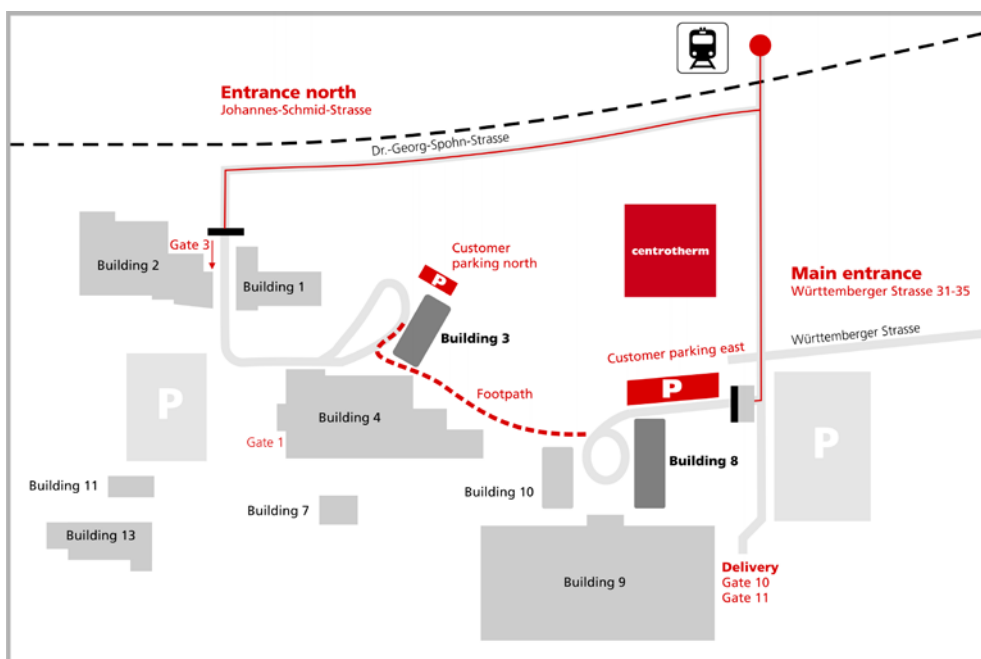 Entrance north
Johannes-Schmid-Strasse
Dr.-Georg-Spohn-Strasse
Gate 3
Building 2
Building 1
Customer
parking north
P
Building 3
centrotherm
Main entrance
Württemberger Strasse 31-35
Württemberger Strasse
Customer parking east
P
P
Footpath
Building 4
Gate 1
P
Building 8
Building 11
Building 10
Building 7
Building 13
Building 9
Delivery
Gate 10
Gate 11